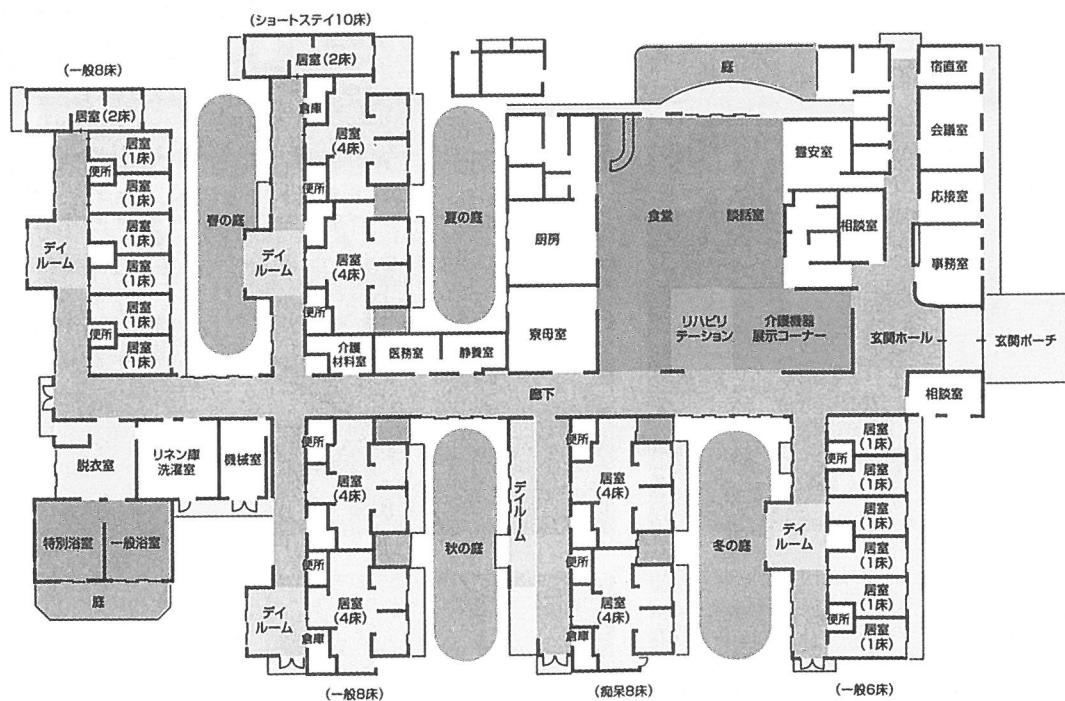 (ショートステイ10床)
居室(2床)
(一般8床)
居室(2床)
倉庫
居室
(4床)
便所
居室
(4床)
便所
居室
(1床)
便所
居室
(1床)
居室
(1床)
居室
(1床)
居室
(1床)
便所
居室
(1床)
デイ
ルーム
春の庭
デイ
ルーム
夏の庭
庭
宿直室
会議室
応接室
事務室
霊安室
相談室
食堂
談話室
厨房
寮母室
リハビリ
テーション
介護機器
展示コーナー
玄関ホール
玄関ポーチ
介護
材料室
医務室
静養室
廊下
相談室
脱衣室
リネン庫
洗濯室
機械室
特別浴室
一般浴室
庭
便所
居室
(4床)
便所
居室
(4床)
倉庫
デイ
ルーム
(一般8床)
秋の庭
デイルーム
便所
居室
(4床)
便所
居室
(4床)
倉庫
(痴呆8床)
冬の庭
デイ
ルーム
居室
(1床)
便所
居室
(1床)
居室
(1床)
居室
(1床)
居室
(1床)
便所
居室
(1床)
(一般6床)